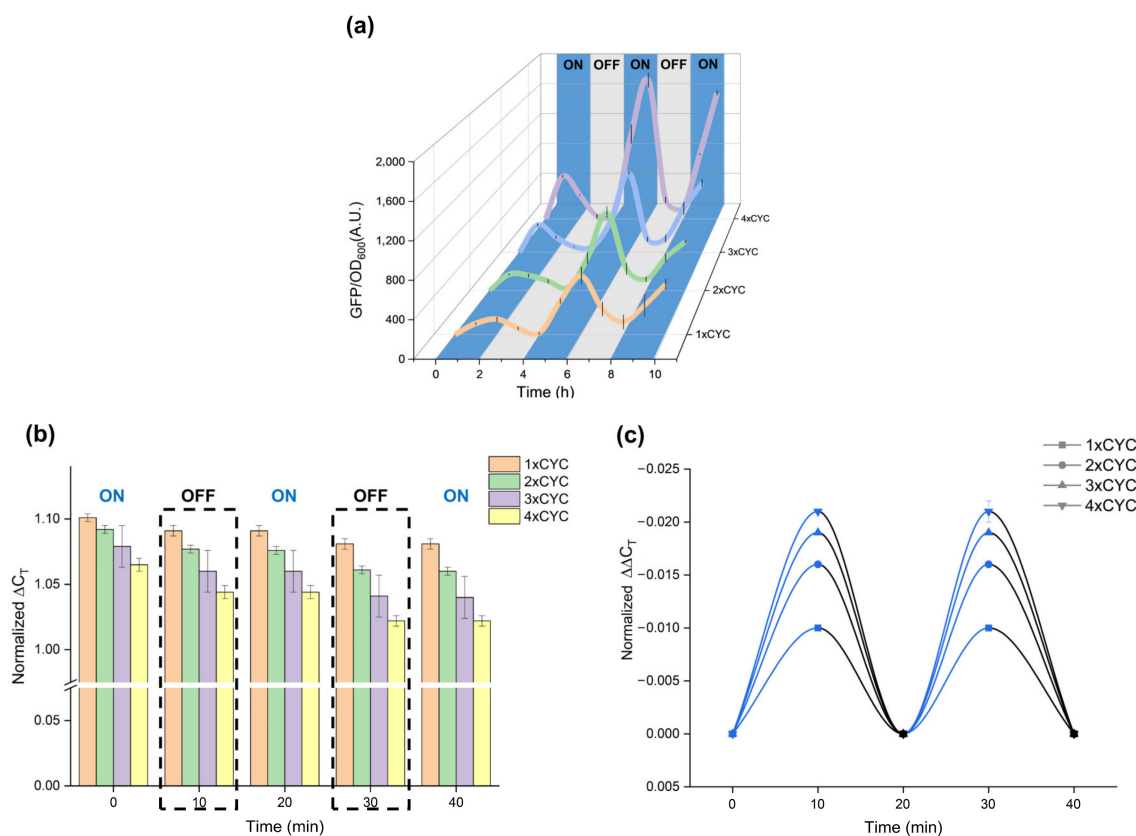 (a)
ON OFF ON OFF ON
2,000
1,600
1,200
800
400
0
GFP/OD600(A.U.)
4xCYC
3xCYC
2xCYC
1xCYC
0 2 4 6 8 10
Time (h)
(b)
1xCYC
2xCYC
3xCYC
4xCYC
ON OFF ON OFF ON
1.10
1.05
1.00
0.05
0.00
Normalized ΔCT
0 10 20 30 40
Time (min)
(c)
1xCYC
2xCYC
3xCYC
4xCYC
−0.025
−0.020
−0.015
−0.010
−0.005
0.000
0.005
Normalized ΔΔCT
0 10 20 30 40
Time (min)